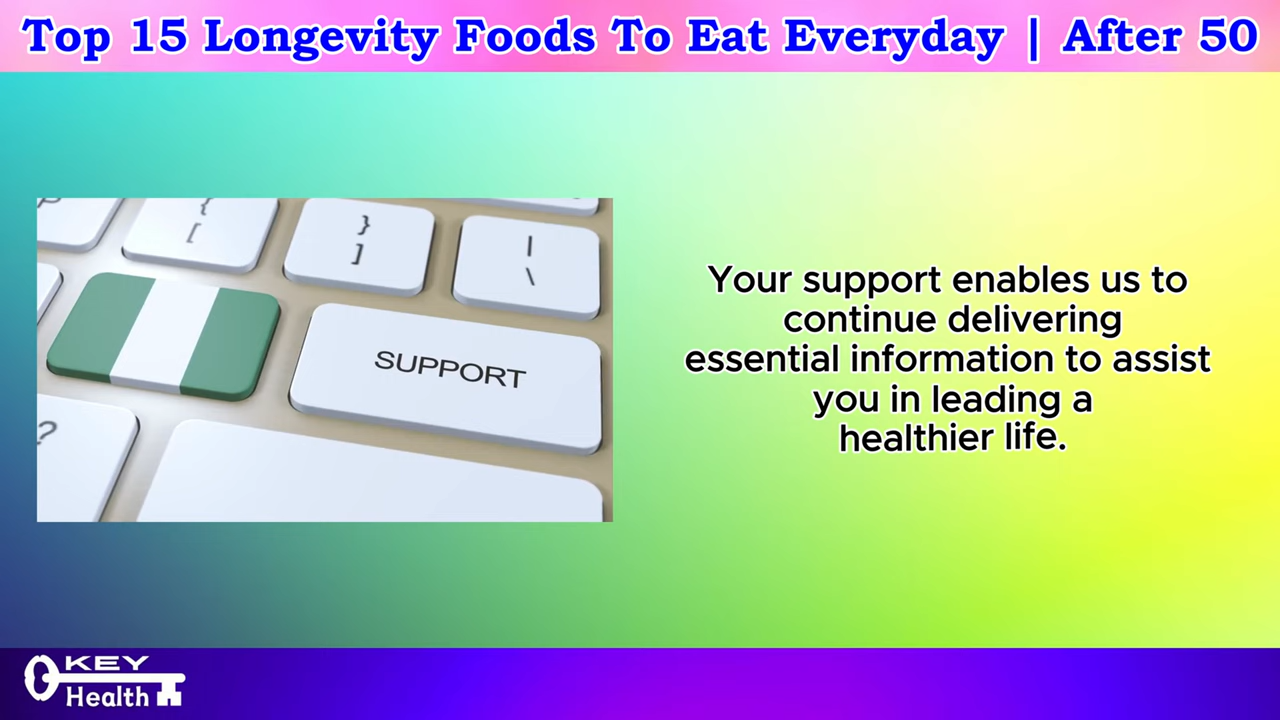 Top 15 Longevity Foods To Eat Everyday | After 50
{
[
}
]
|
\
SUPPORT
?
Your support enables us to
continue delivering
essential information to assist
you in leading a
healthier life.
KEY
Health